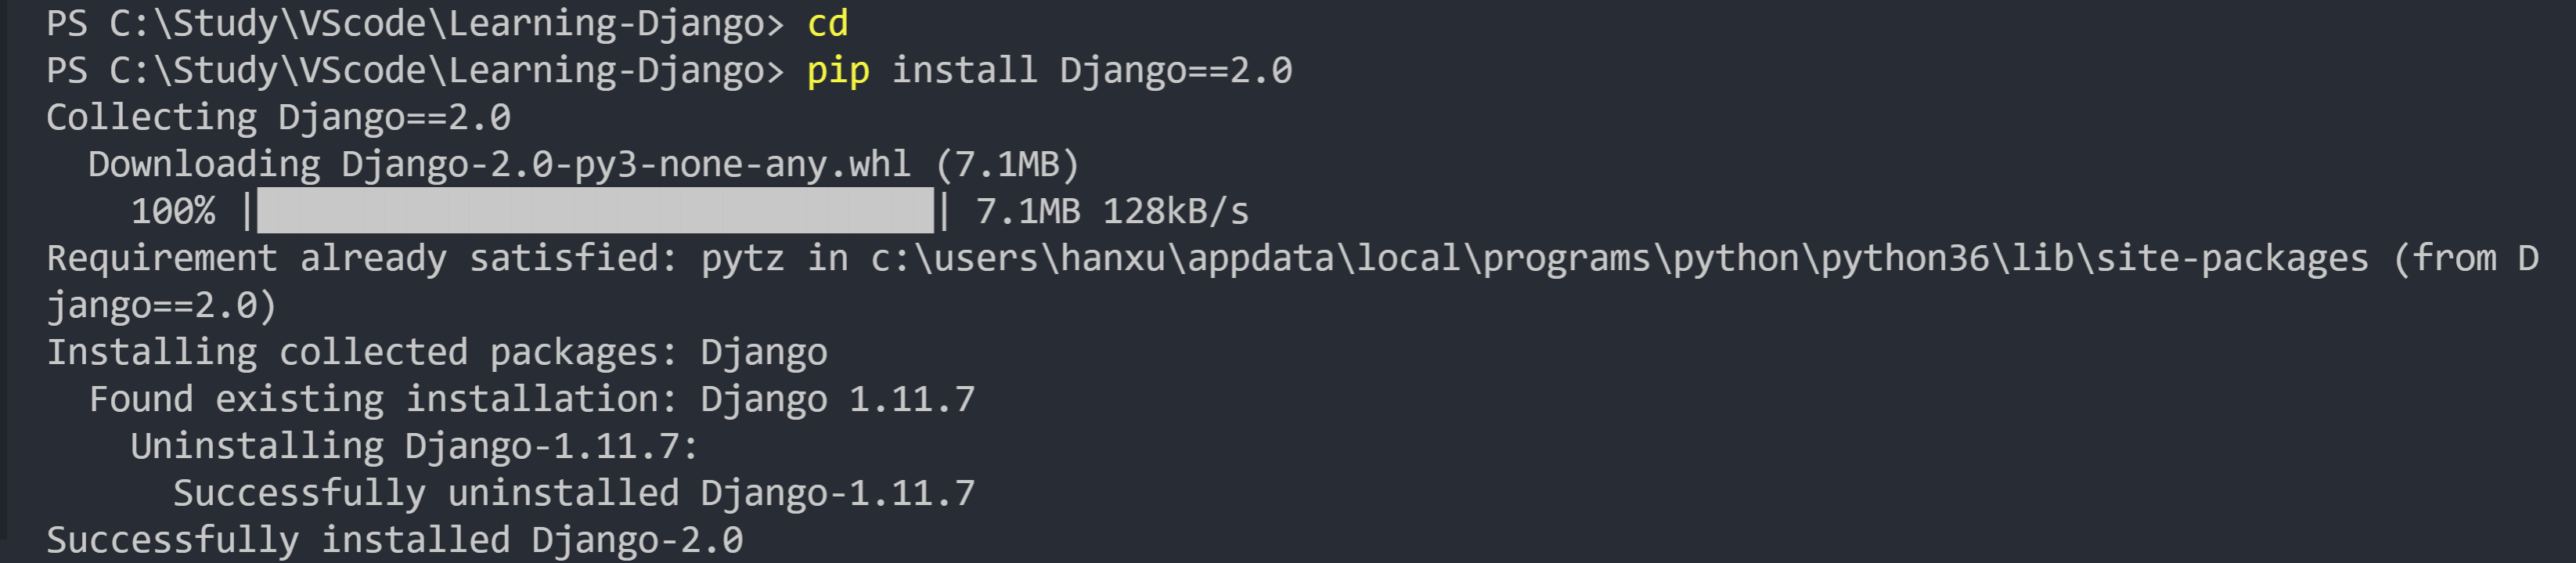 PS C:\Study\VScode\Learning-Django> cd
PS C:\Study\VScode\Learning-Django> pip install Django==2.0
Collecting Django==2.0
  Downloading Django-2.0-py3-none-any.whl (7.1MB)
    100% |████████████████████████████████| 7.1MB 128kB/s
Requirement already satisfied: pytz in c:\users\hanxu\appdata\local\programs\python\python36\lib\site-packages (from D
jango==2.0)
Installing collected packages: Django
  Found existing installation: Django 1.11.7
    Uninstalling Django-1.11.7:
      Successfully uninstalled Django-1.11.7
Successfully installed Django-2.0